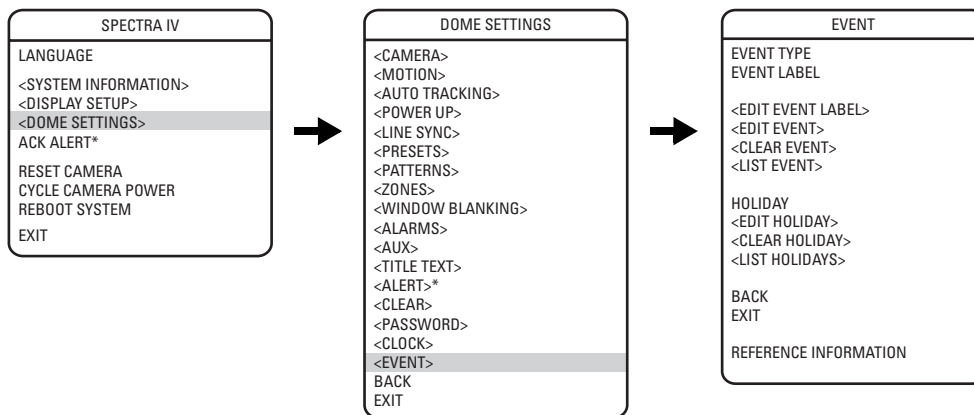 SPECTRA IV
LANGUAGE
<SYSTEM INFORMATION>
<DISPLAY SETUP>
<DOME SETTINGS>
ACK ALERT*
RESET CAMERA
CYCLE CAMERA POWER
REBOOT SYSTEM
EXIT
DOME SETTINGS
<CAMERA>
<MOTION>
<AUTO TRACKING>
<POWER UP>
<LINE SYNC>
<PRESETS>
<PATTERNS>
<ZONES>
<WINDOW BLANKING>
<ALARMS>
<AUX>
<TITLE TEXT>
<ALERT>*
<CLEAR>
<PASSWORD>
<CLOCK>
<EVENT>
BACK
EXIT
EVENT
EVENT TYPE
EVENT LABEL
<EDIT EVENT LABEL>
<EDIT EVENT>
<CLEAR EVENT>
<LIST EVENT>
HOLIDAY
<EDIT HOLIDAY>
<CLEAR HOLIDAY>
<LIST HOLIDAYS>
BACK
EXIT
REFERENCE INFORMATION